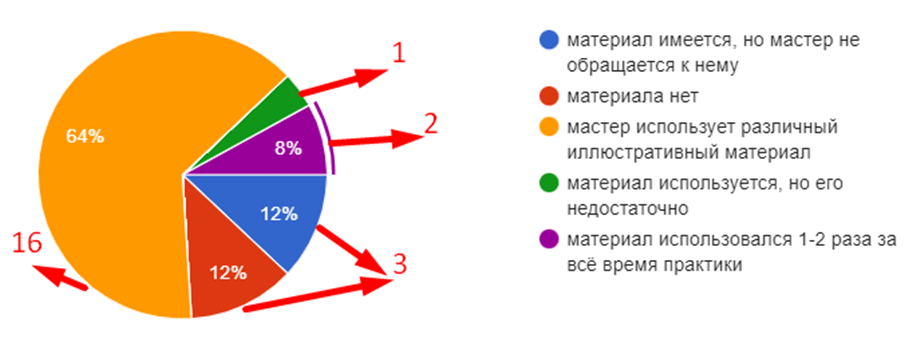 1
64%
8%
2
12%
12%
3
16
материал имеется, но мастер не
обращается к нему
материала нет
мастер использует различный
иллюстративный материал
материал используется, но его
недостаточно
материал использовался 1-2 раза за
всё время практики